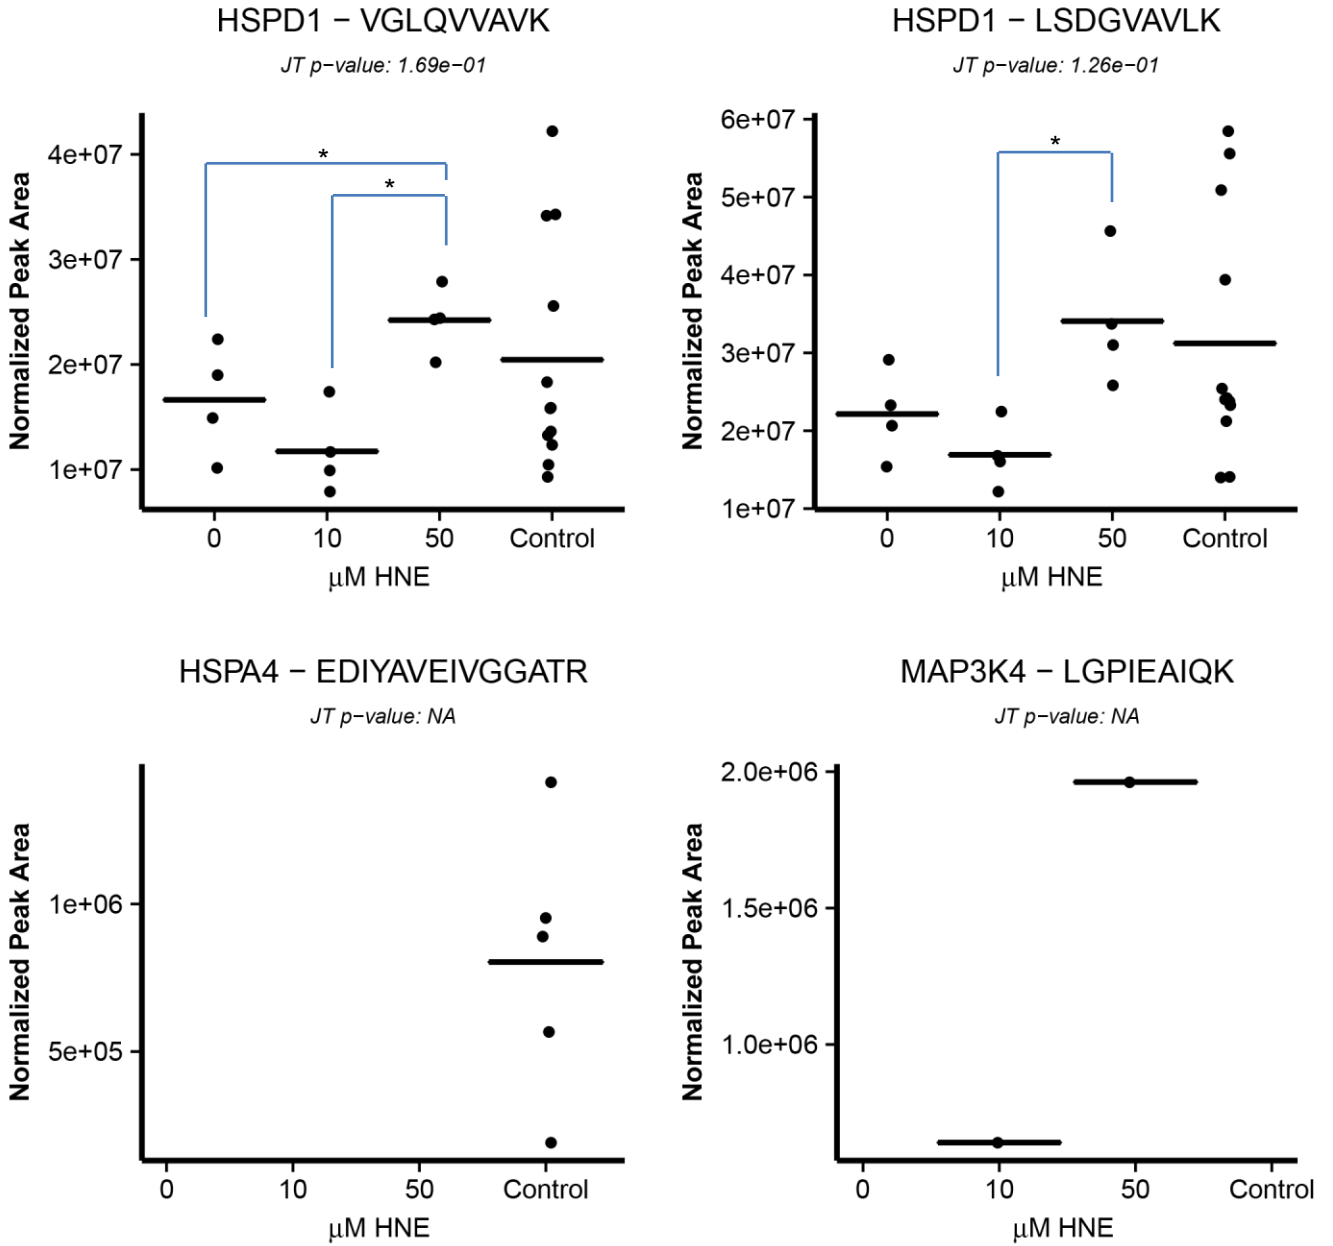 HSPD1 − VGLQVVAVK
JT p−value: 1.69e−01
Normalized Peak Area
4e+07
3e+07
2e+07
1e+07
*
*
0 10 50 Control
μM HNE
HSPD1 − LSDGVAVLK
JT p−value: 1.26e−01
Normalized Peak Area
6e+07
5e+07
4e+07
3e+07
2e+07
1e+07
*
0 10 50 Control
μM HNE
HSPA4 − EDIYAVEIVGGATR
JT p−value: NA
Normalized Peak Area
1e+06
5e+05
0 10 50 Control
μM HNE
MAP3K4 − LGPIEAIQK
JT p−value: NA
Normalized Peak Area
2.0e+06
1.5e+06
1.0e+06
0 10 50 Control
μM HNE